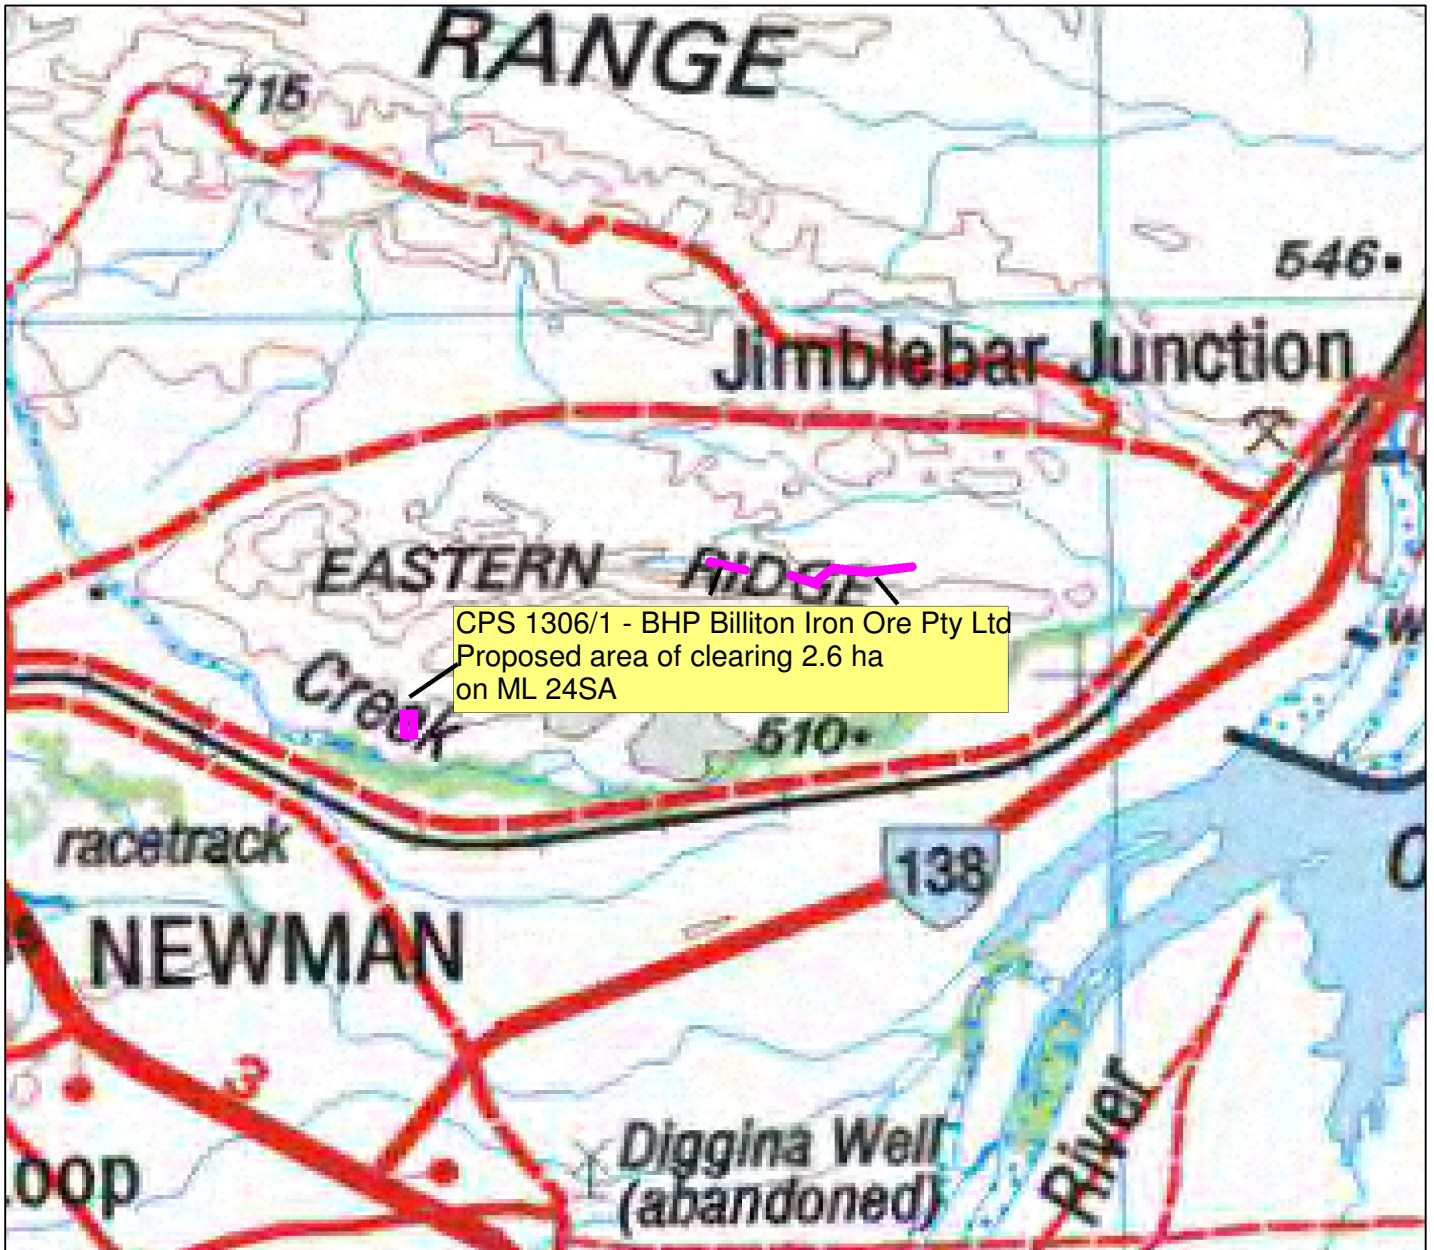 RANGE
715
546
Jimblebar Junction
EASTERN RIDGE
CPS 1306/1 - BHP Billiton Iron Ore Pty Ltd
Proposed area of clearing 2.6 ha
on ML 24SA
Creek
510
W
138
racetrack
NEWMAN
3
Diggina Well
(abandoned)
River
Loop